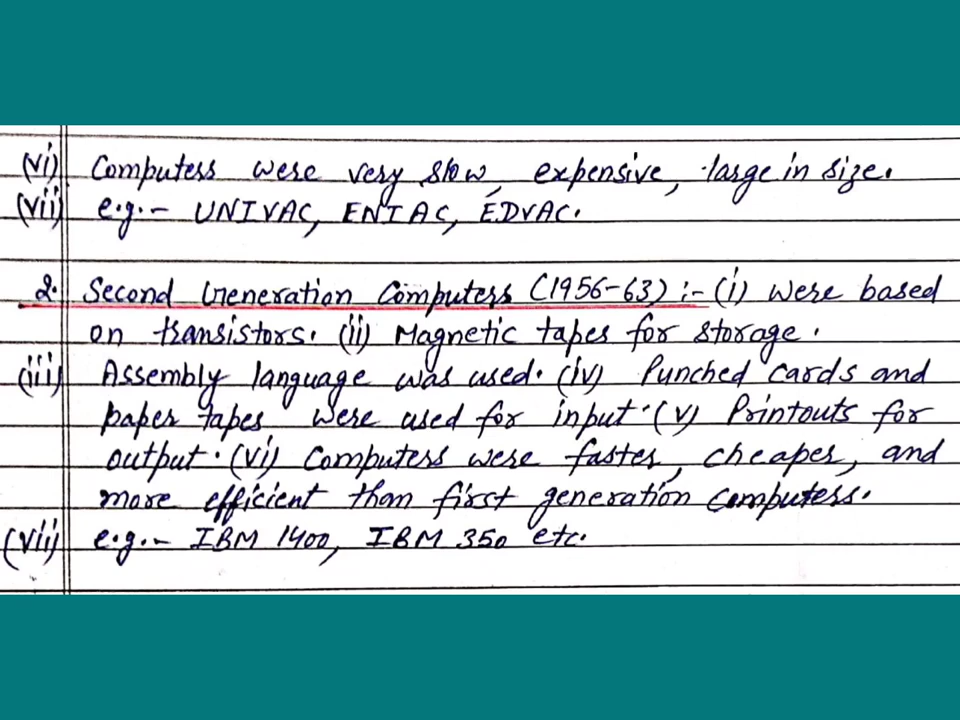 (vi) Computers were very slow, expensive, large in size.
(vii) e.g.- UNIVAC, ENIAC, EDVAC.
2. Second Generation Computers (1956-63) :- (i) were based
on transistors. (ii) Magnetic tapes for storage.
(iii) Assembly language was used. (iv) Punched cards and
paper tapes were used for input. (v) Printouts for
output. (vi) Computers were faster, cheaper, and
more efficient than first generation computers.
(vii) e.g.- IBM 1400, IBM 350 etc.